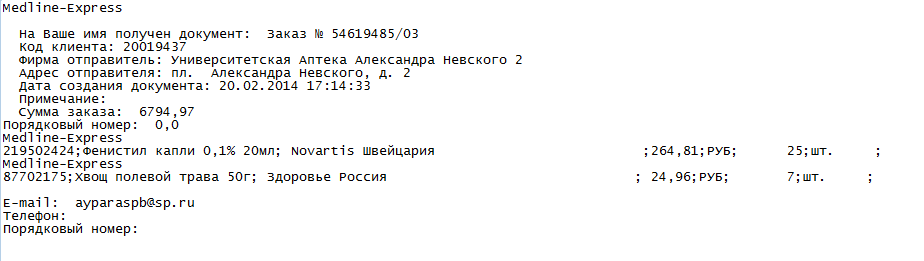 Medline-Express
На Ваше имя получен документ: Заказ № 54619485/03
Код клиента: 20019437
Фирма отправитель: Университетская Аптека Александра Невского 2
Адрес отправителя: пл. Александра Невского, д. 2
Дата создания документа: 20.02.2014 17:14:33
Примечание:
Сумма заказа: 6794,97
Порядковый номер: 0,0
Medline-Express
219502424;Фенистил капли 0,1% 20мл; Novartis Швейцария ;264,81;РУБ; 25;шт. ;
Medline-Express
87702175;Хвощ полевой трава 50г; Здоровье Россия ; 24,96;РУБ; 7;шт. ;
E-mail: ayparaspb@sp.ru
Телефон:
Порядковый номер: